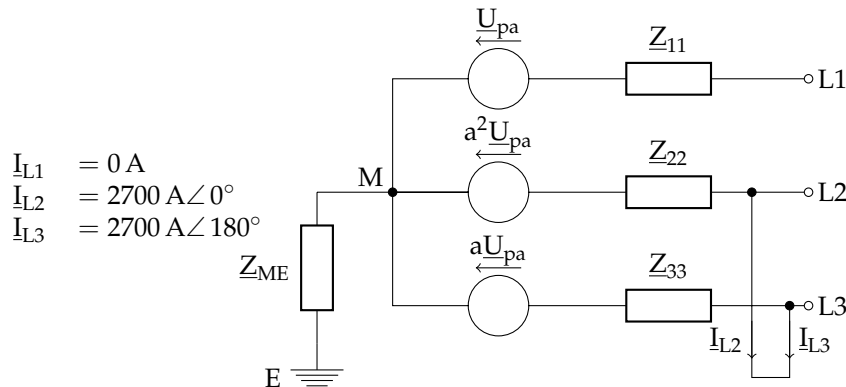 U_pa
Z_11
L1
I_L1 = 0 A
I_L2 = 2700 A∠0°
I_L3 = 2700 A∠180°
a²U_pa
Z_22
M
L2
Z_ME
aU_pa
Z_33
L3
I_L2
I_L3
E